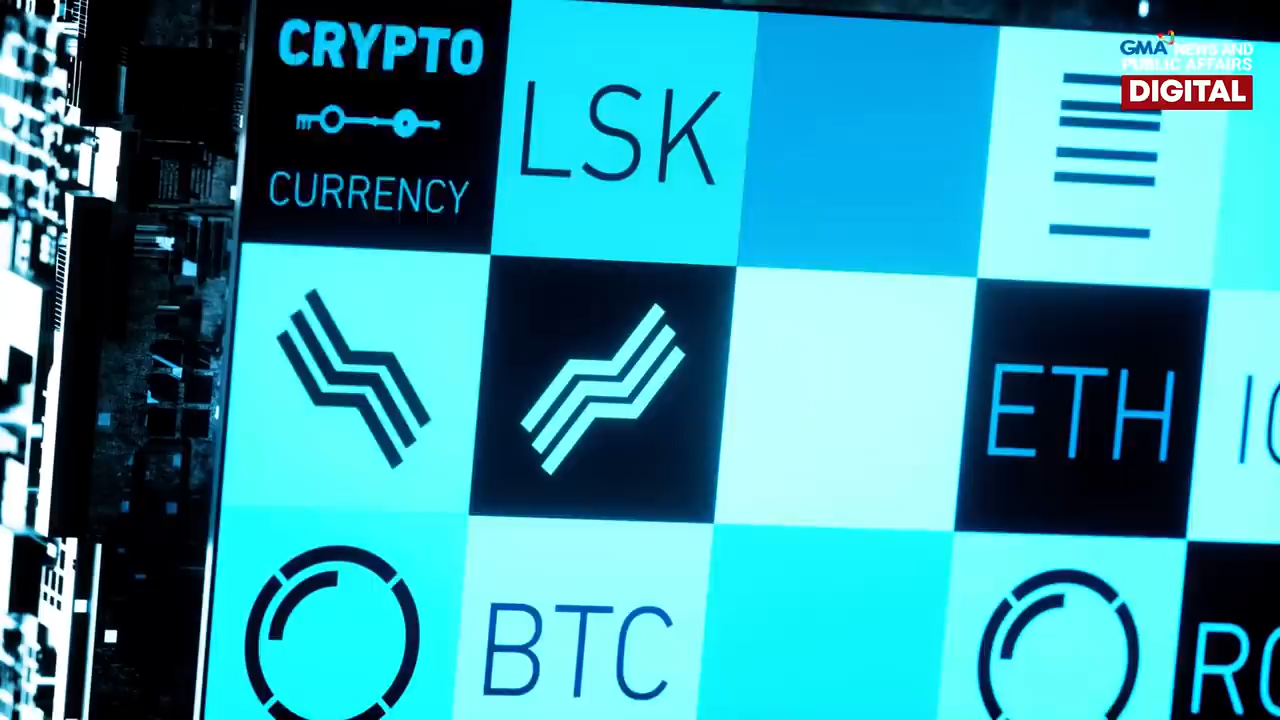 CRYPTO
CURRENCY
LSK
GMA NEWS AND
PUBLIC AFFAIRS
DIGITAL
ETH
BTC